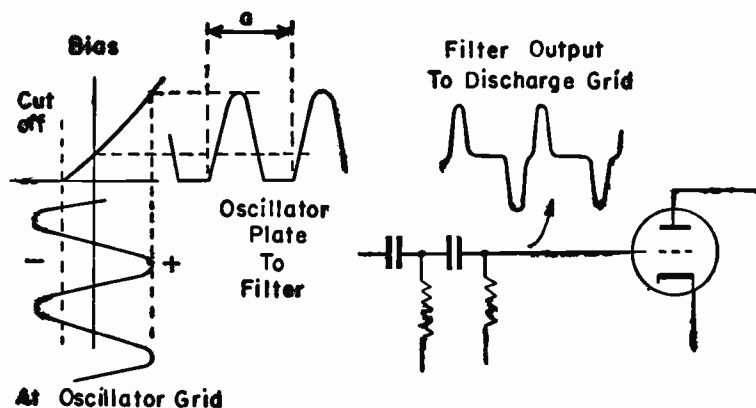 Bias
a
Filter Output
To Discharge Grid
Cut
off
Oscillator
Plate
To
Filter
− +
At Oscillator Grid